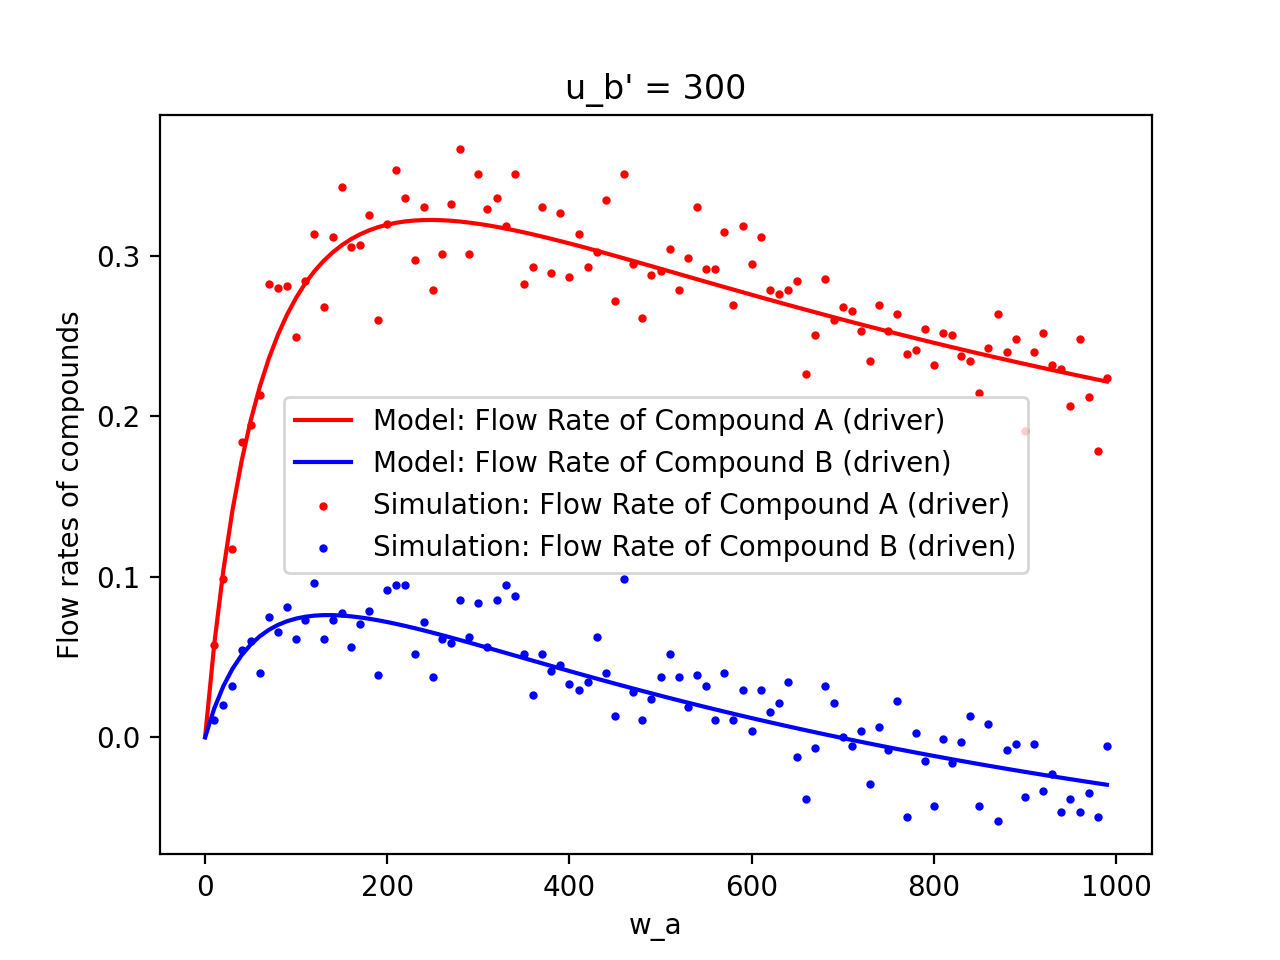 u_b' = 300
Flow rates of compounds
0.3
0.2
0.1
0.0
Model: Flow Rate of Compound A (driver)
Model: Flow Rate of Compound B (driven)
Simulation: Flow Rate of Compound A (driver)
Simulation: Flow Rate of Compound B (driven)
0 200 400 600 800 1000
w_a